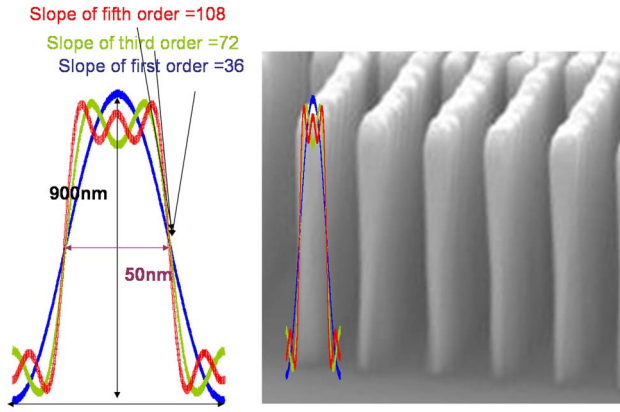 Slope of fifth order =108
Slope of third order =72
Slope of first order =36
900nm
50nm